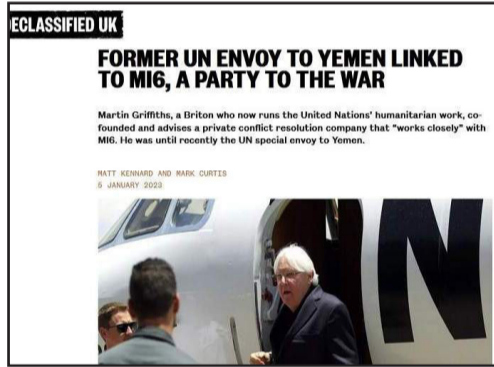 ECLASSIFIED UK
FORMER UN ENVOY TO YEMEN LINKED
TO MI6, A PARTY TO THE WAR
Martin Griffiths, a Briton who now runs the United Nations' humanitarian work, co-
founded and advises a private conflict resolution company that "works closely" with
MI6. He was until recently the UN special envoy to Yemen.
MATT KENNARD AND MARK CURTIS
5 JANUARY 2023
N